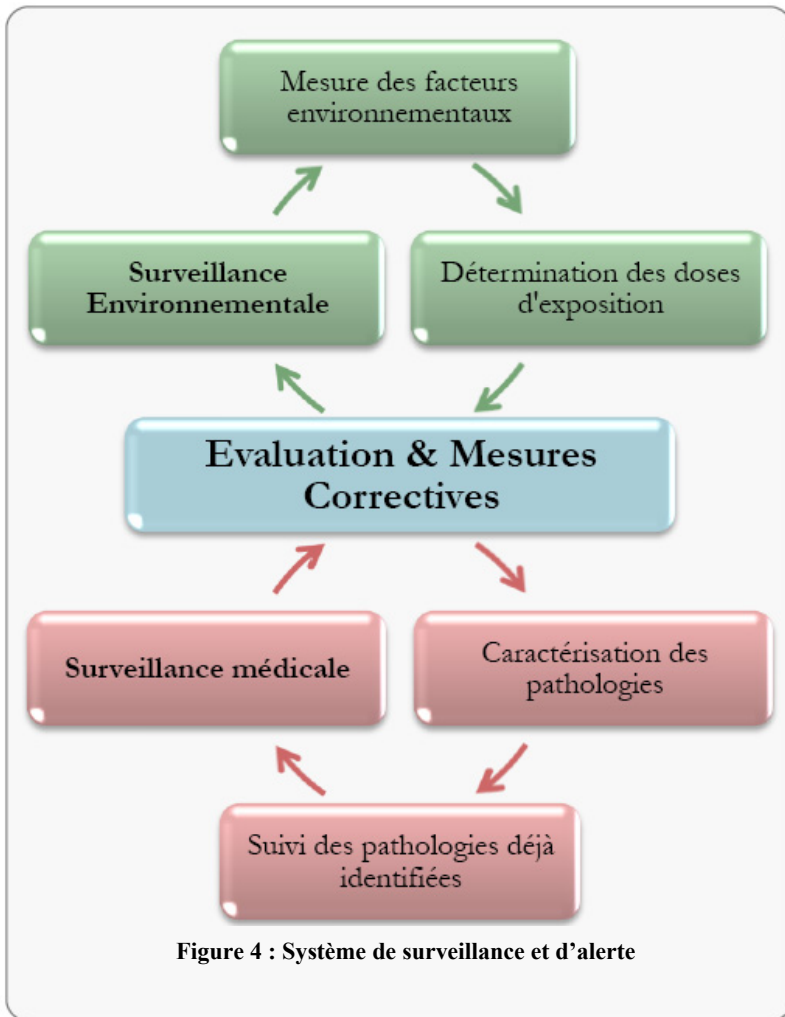 Mesure des facteurs
environnementaux
Surveillance
Environnementale
Détermination des doses
d'exposition
Evaluation & Mesures
Correctives
Surveillance médicale
Caractérisation des
pathologies
Suivi des pathologies déjà
identifiées
Figure 4 : Système de surveillance et d’alerte